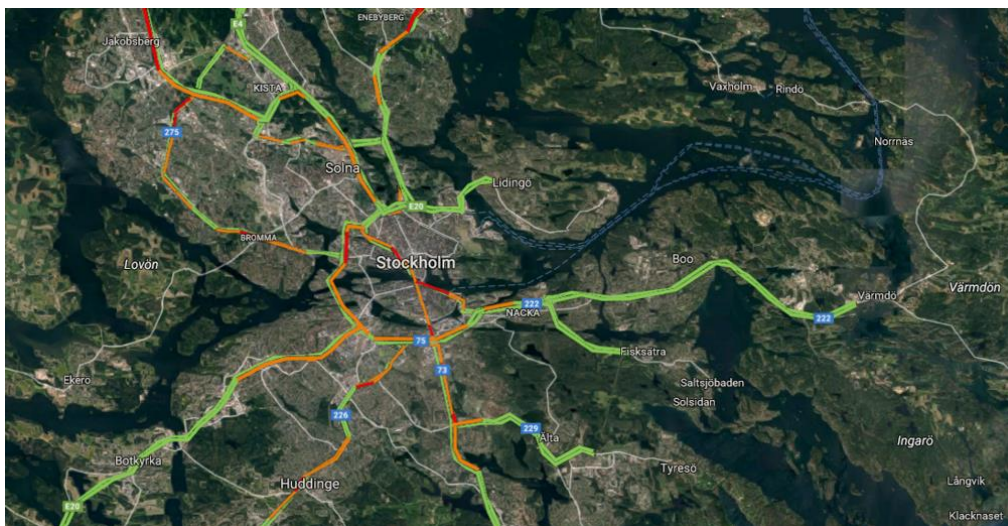 ENEBYBERG
E4
Jakobsberg
KISTA
Vaxholm
Rindö
275
Norrnäs
Solna
Lidingö
E20
BROMMA
Lovön
Stockholm
Boo
Värmdö
Värmdön
222
NACKA
222
75
Fisksätra
73
Ekerö
Saltsjöbaden
Solsidan
226
229
Älta
Ingarö
Botkyrka
Tyresö
Huddinge
Långvik
E20
Klacknäset